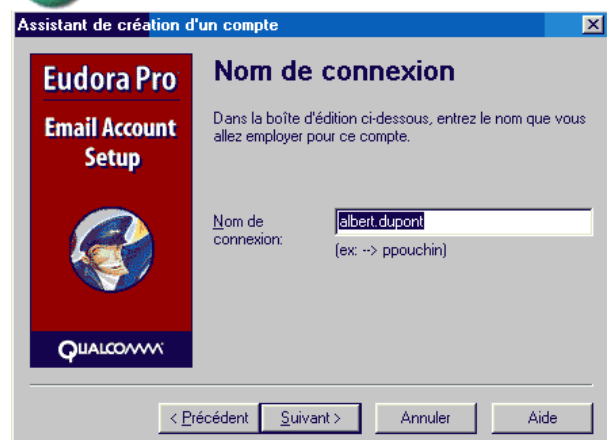 Assistant de création d'un compte
Eudora Pro
Email Account
Setup
QUALCOMM
Nom de connexion
Dans la boîte d'édition ci-dessous, entrez le nom que vous
allez employer pour ce compte.
Nom de
connexion:
albert.dupont
(ex: --> ppouchin)
< Précédent
Suivant >
Annuler
Aide